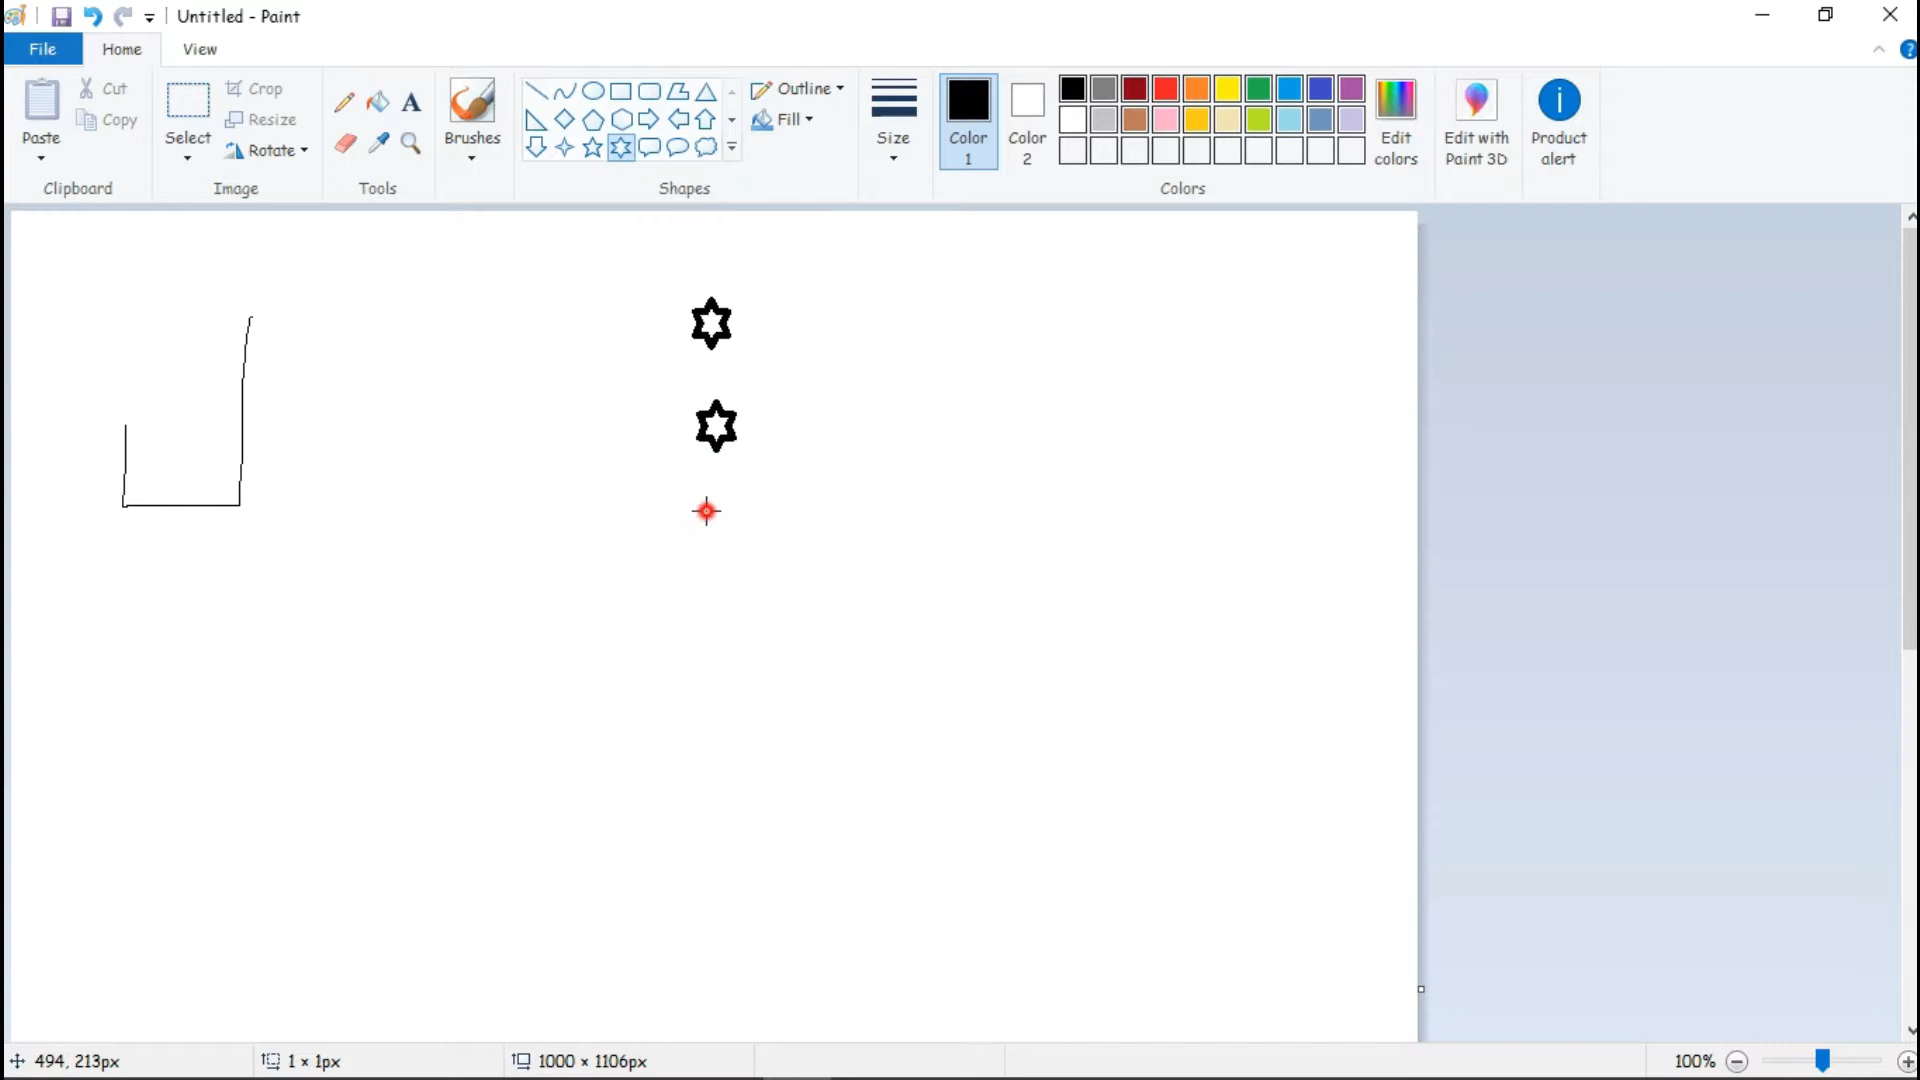 Untitled - Paint
File Home View
Paste
Cut
Copy
Clipboard
Select
Crop
Resize
Rotate
Image
A
Tools
Brushes
Outline
Fill
Shapes
Size
Color 1
Color 2
Edit colors
Colors
Edit with Paint 3D
Product alert
494, 213px 1 × 1px 1000 × 1106px 100%